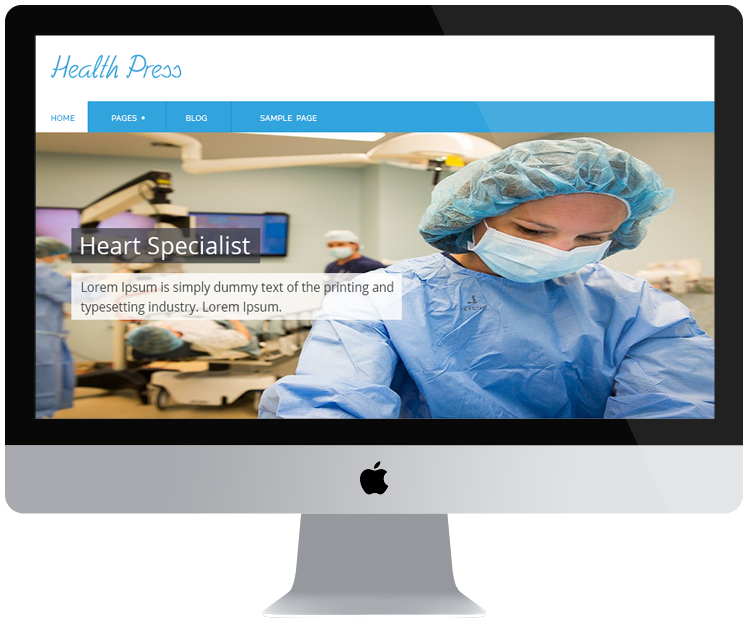 Health Press
HOME PAGES • BLOG SAMPLE PAGE
Heart Specialist
Lorem Ipsum is simply dummy text of the printing and
typesetting industry. Lorem Ipsum.